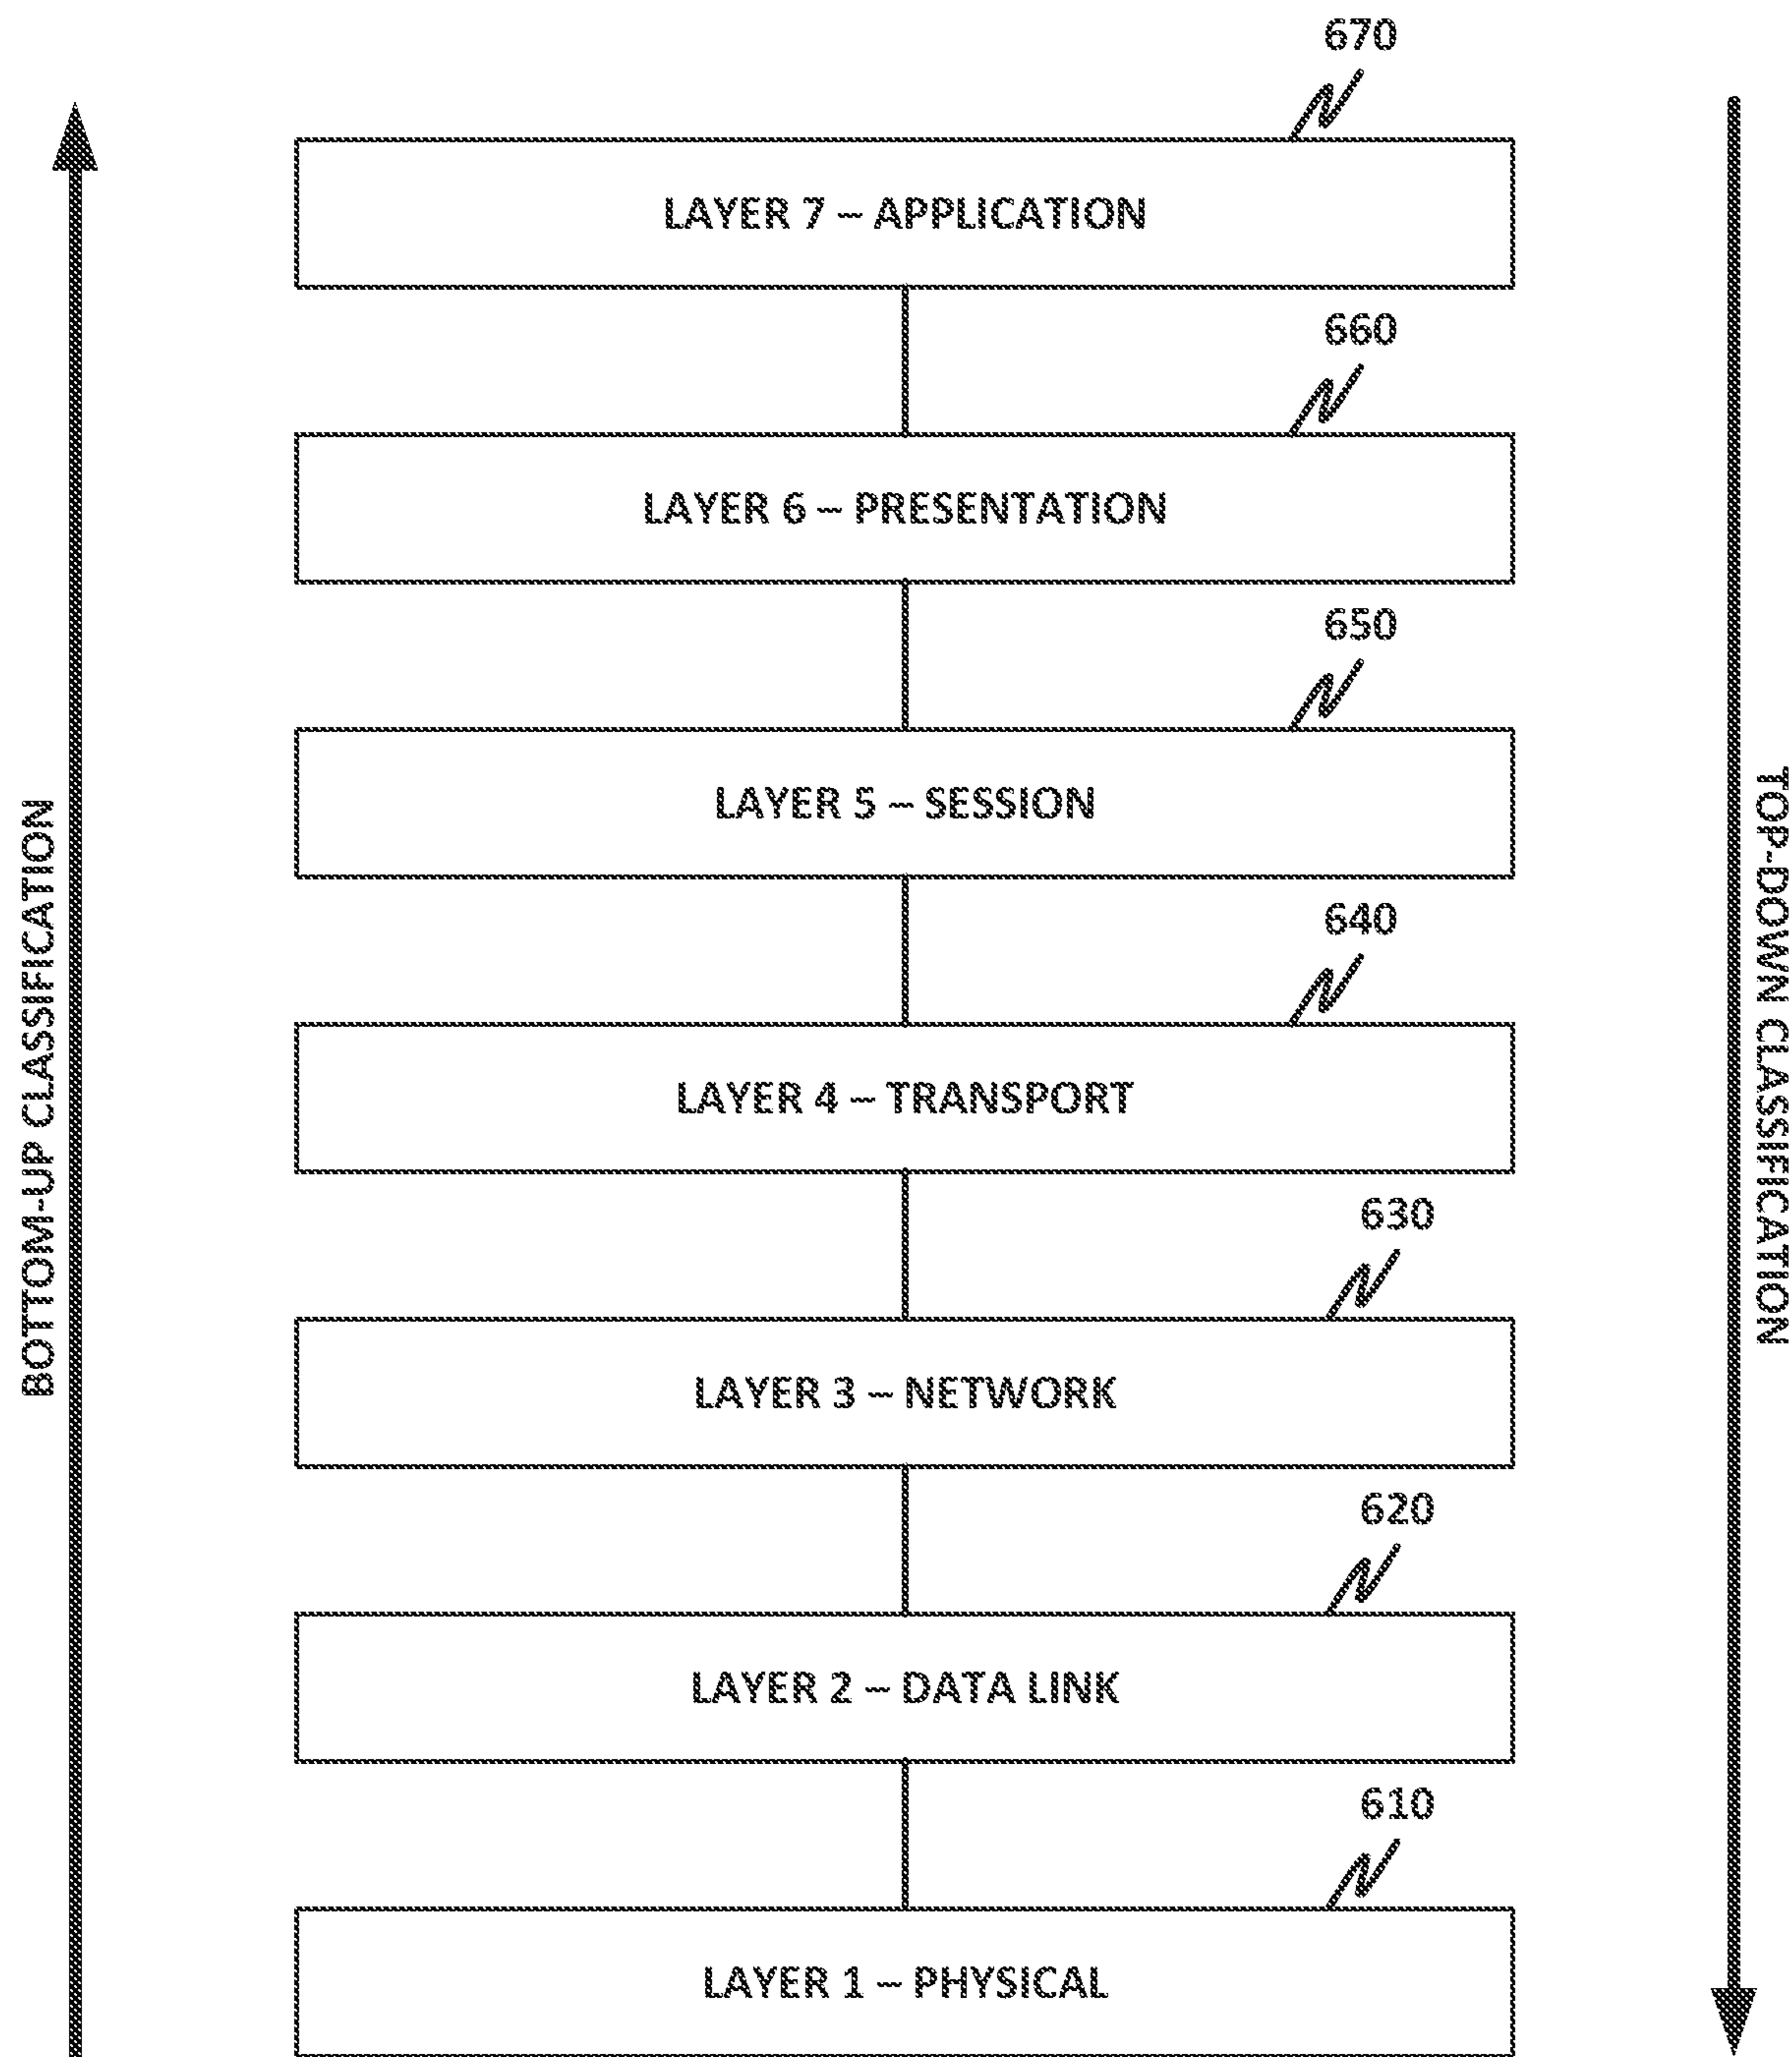 670
LAYER 7 – APPLICATION
660
LAYER 6 – PRESENTATION
650
LAYER 5 – SESSION
640
LAYER 4 – TRANSPORT
630
LAYER 3 – NETWORK
620
LAYER 2 – DATA LINK
610
LAYER 1 – PHYSICAL
BOTTOM-UP CLASSIFICATION
TOP-DOWN CLASSIFICATION